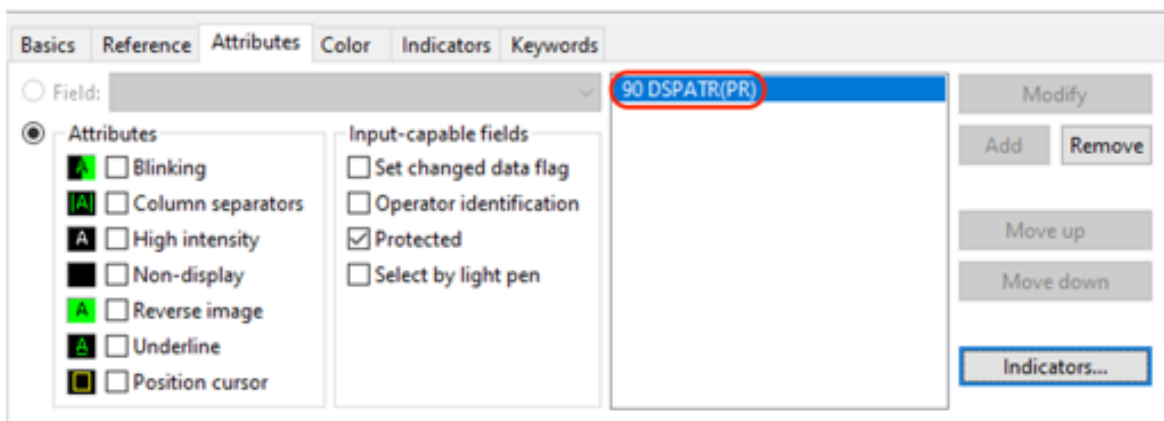 Basics Reference Attributes Color Indicators Keywords
Field:
90 DSPATR(PR)
Modify
Add Remove
Move up
Move down
Indicators...
Attributes
A Blinking
|A| Column separators
A High intensity
Non-display
A Reverse image
A Underline
Position cursor
Input-capable fields
Set changed data flag
Operator identification
Protected
Select by light pen